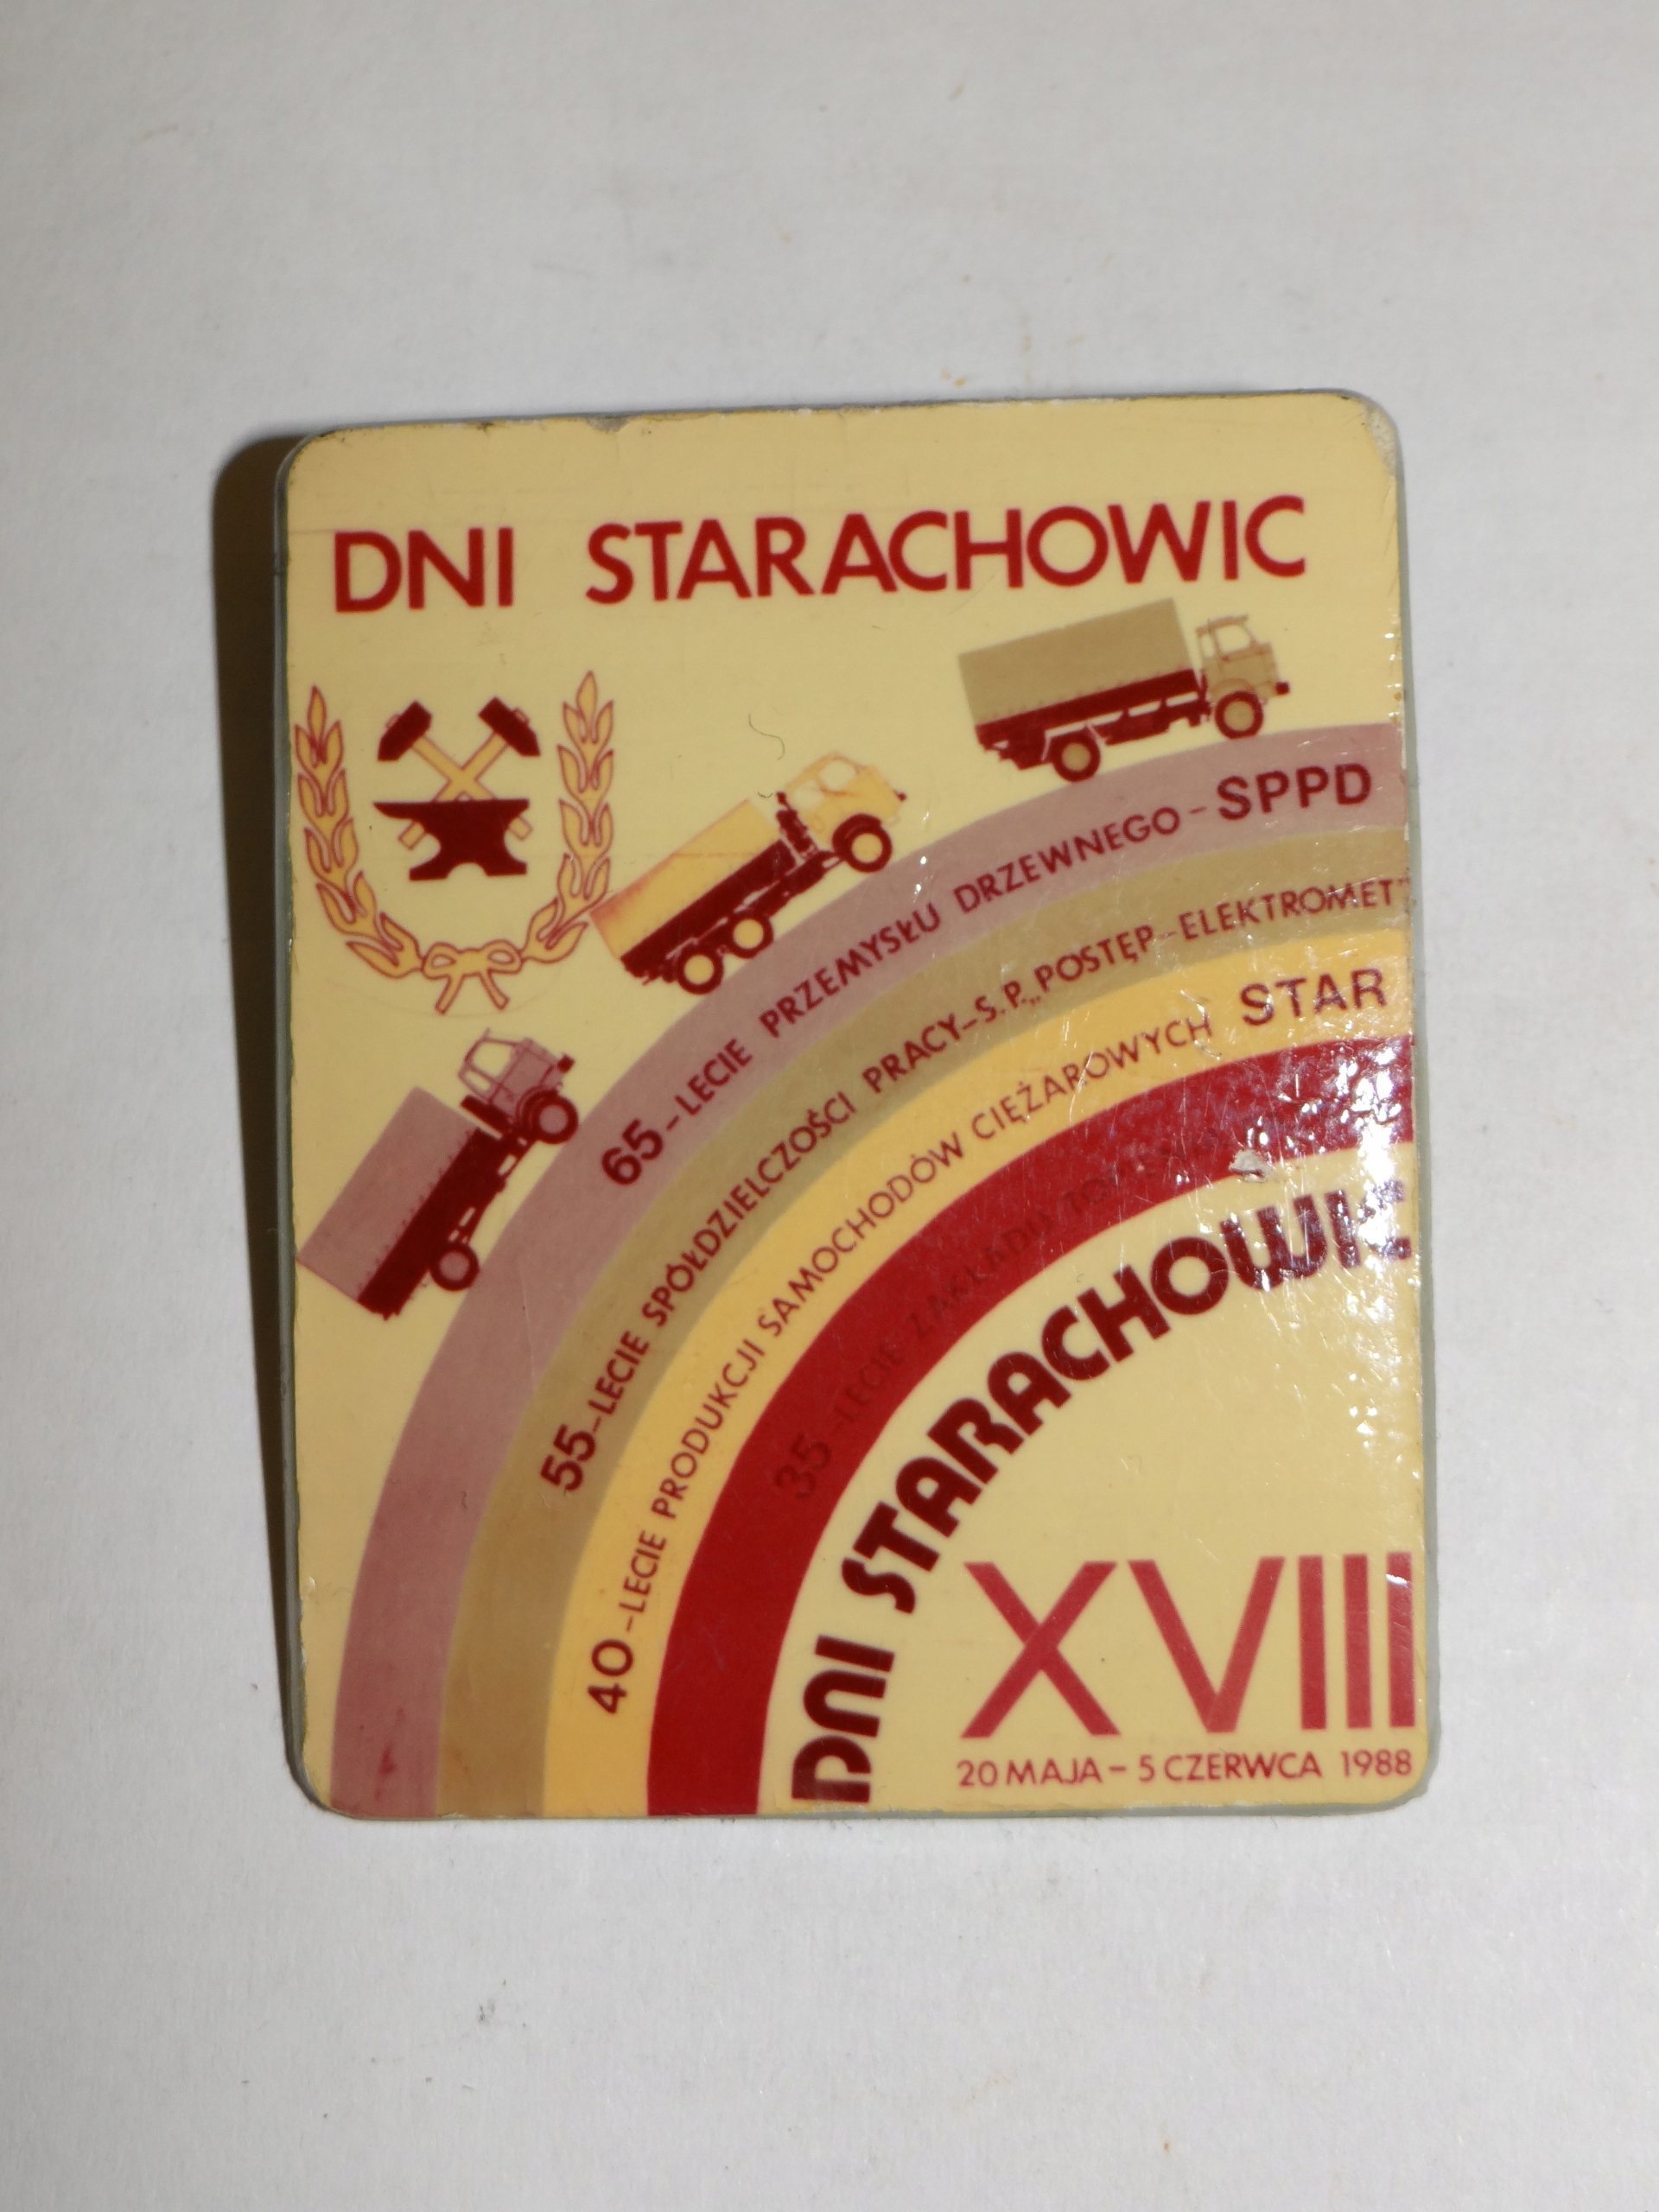 DNI STARACHOWIC
65-LECIE PRZEMYSŁU DRZEWNEGO - SPPD
55-LECIE SPÓŁDZIELCZOŚCI PRACY-S.P. „POSTĘP-ELEKTROMET"
40-LECIE PRODUKCJI SAMOCHODÓW CIĘŻAROWYCH STAR
35-LECIE ZAKŁADU
DNI STARACHOWIC
XVIII
20 MAJA - 5 CZERWCA 1988